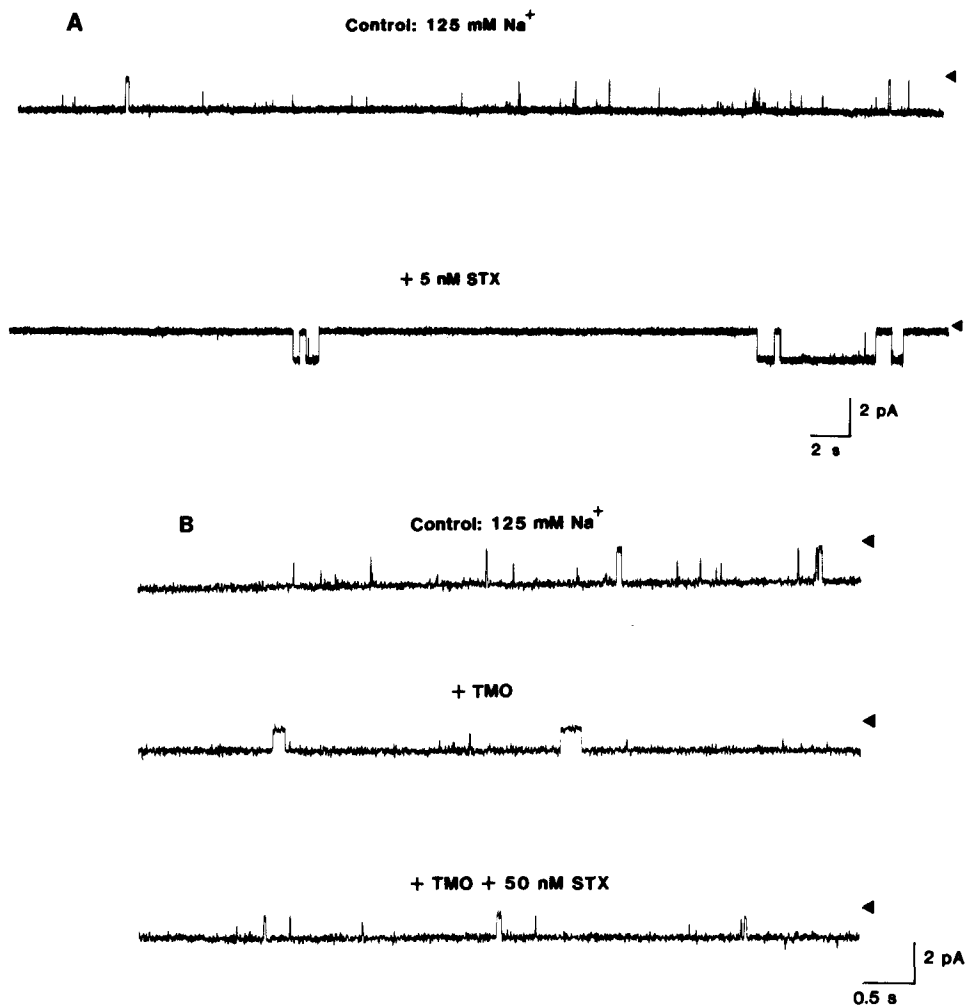 A
Control: 125 mM Na⁺
+ 5 nM STX
2 pA
2 s
B
Control: 125 mM Na⁺
+ TMO
+ TMO + 50 nM STX
2 pA
0.5 s